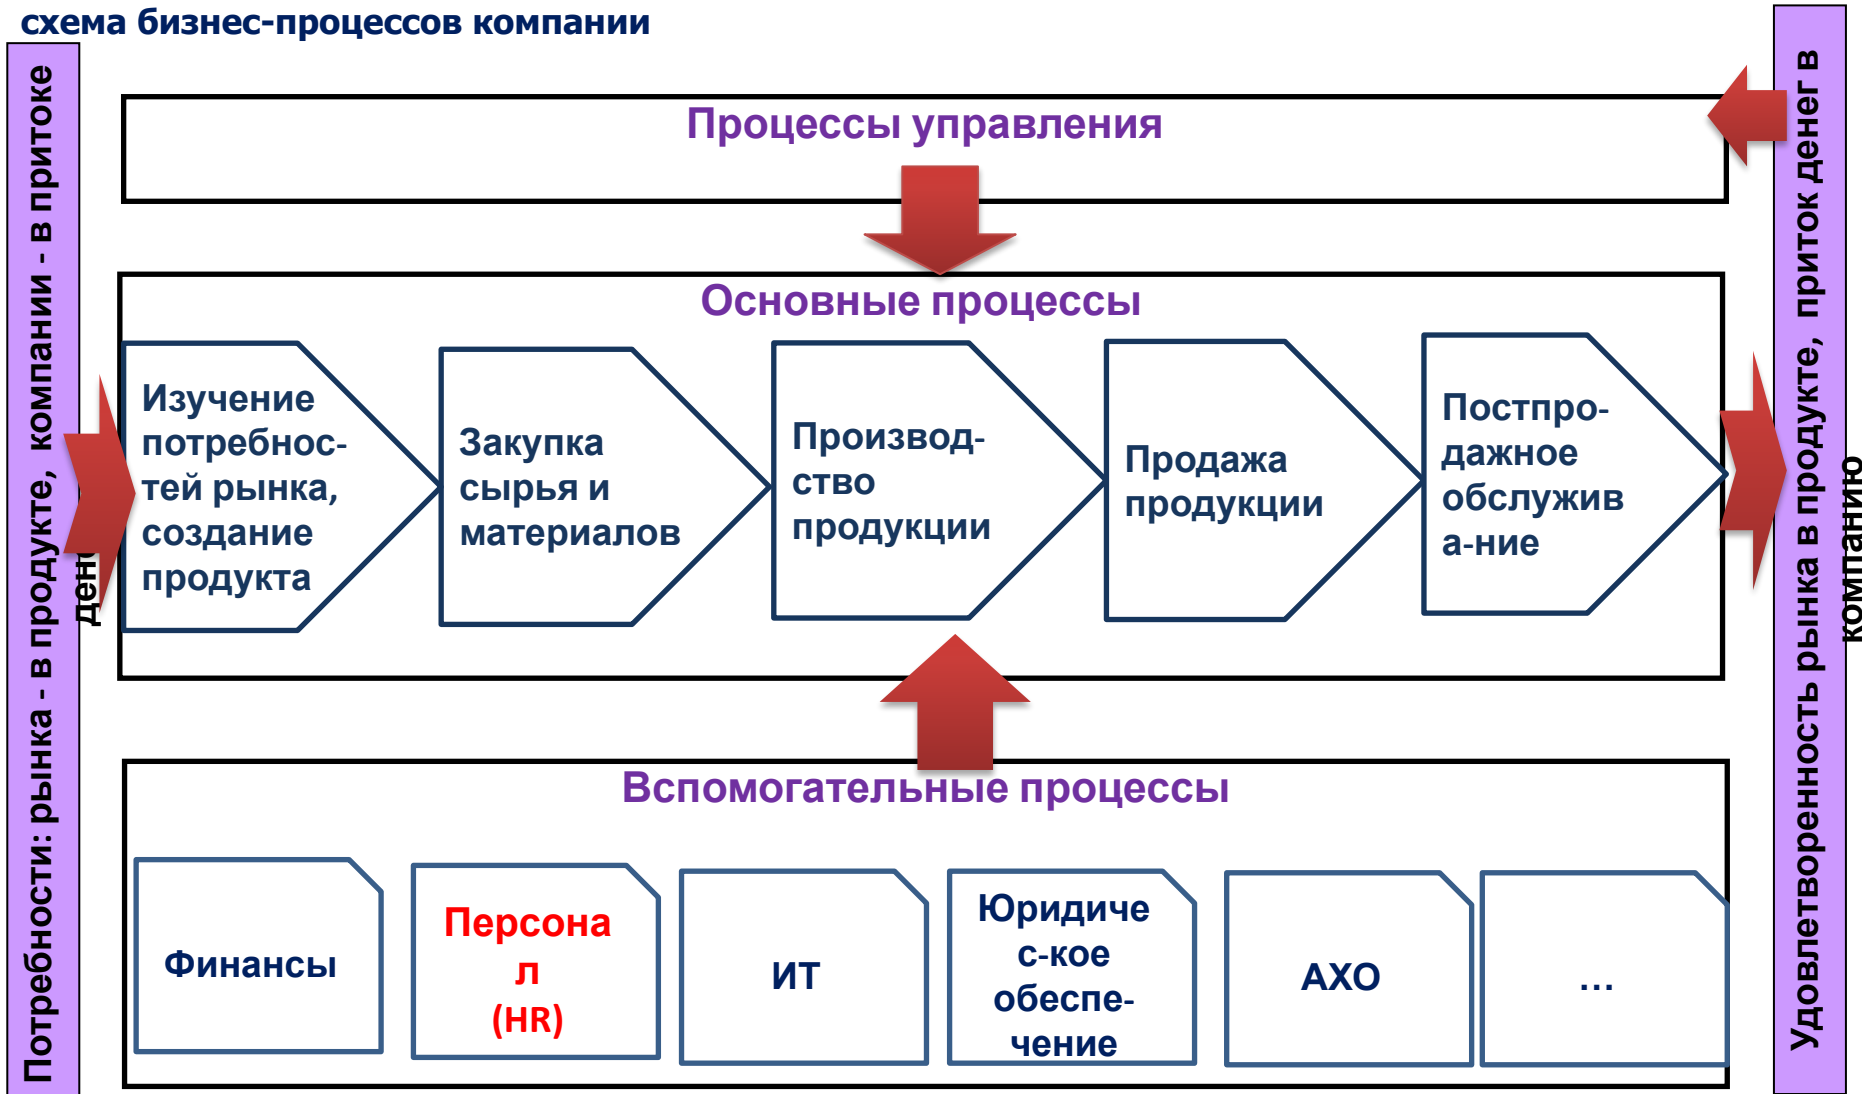 схема бизнес-процессов компании
Потребности: рынка - в продукте, компании - в притоке
Процессы управления
Основные процессы
Изучение
потребнос-
тей рынка,
создание
продукта
Закупка
сырья и
материалов
Производ-
ство
продукции
Продажа
продукции
Постпро-
дажное
обслужив
а-ние
Вспомогательные процессы
Финансы
Персона
л
(HR)
ИТ
Юридиче
с-кое
обеспе-
чение
АХО
...
Удовлетворенность рынка в продукте, приток денег в
компанию